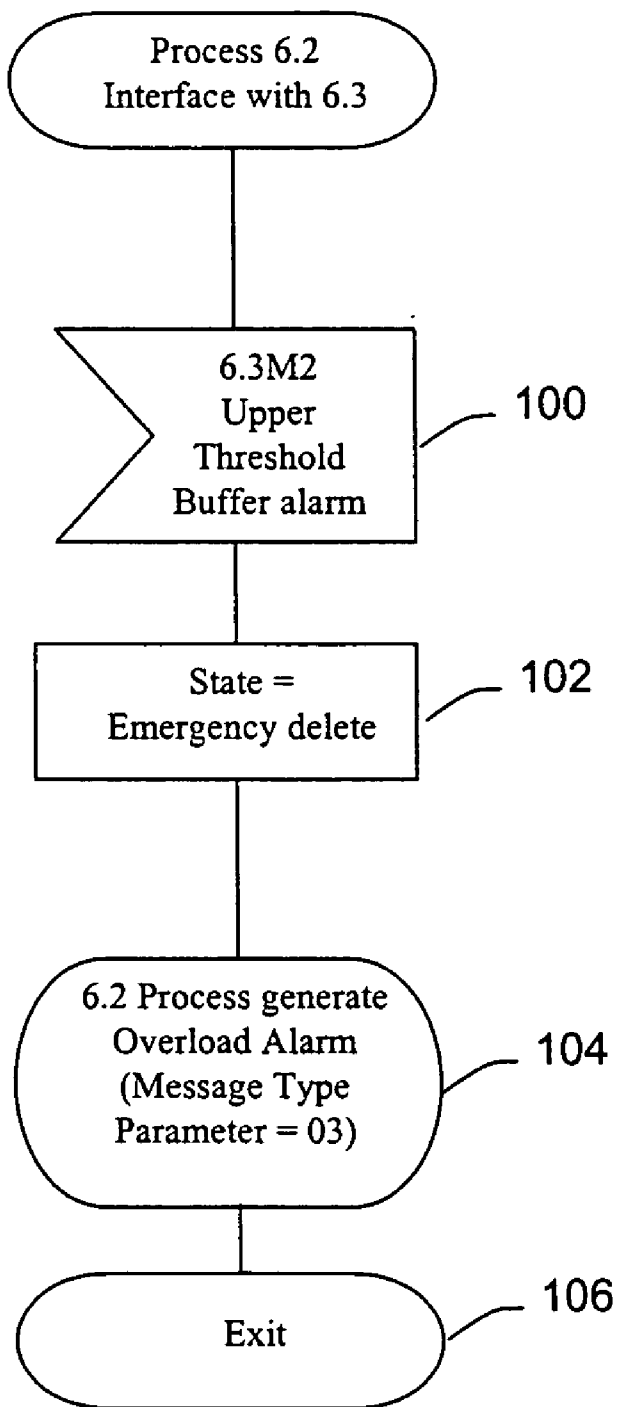 Process 6.2
Interface with 6.3
6.3M2
Upper
Threshold
Buffer alarm
100
State =
Emergency delete
102
6.2 Process generate
Overload Alarm
(Message Type
Parameter = 03)
104
Exit
106